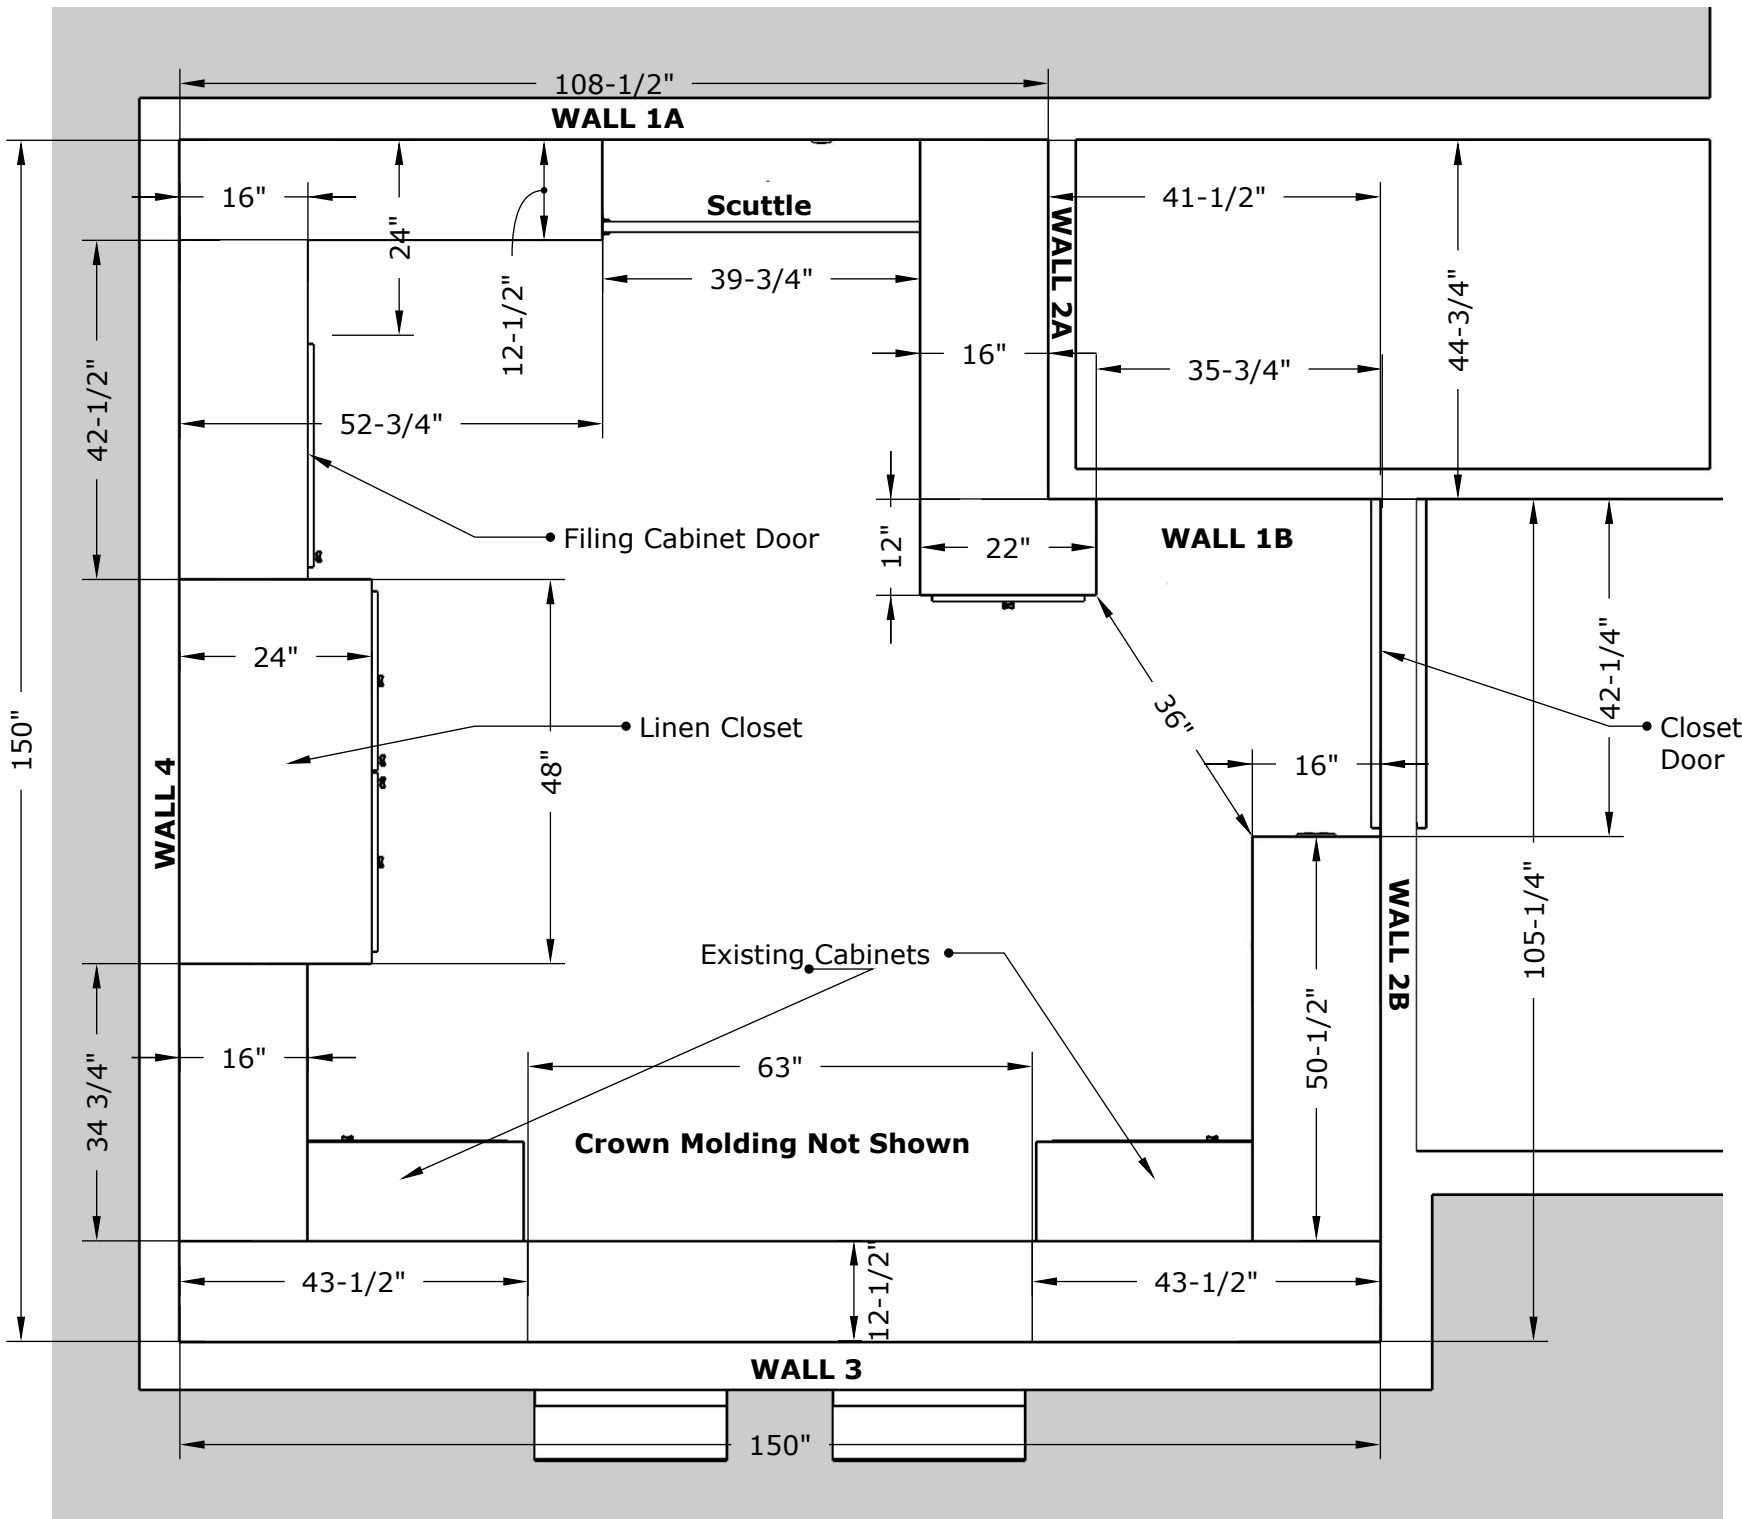 108-1/2"
WALL 1A
16"
24"
12-1/2"
Scuttle
39-3/4"
WALL 2A
41-1/2"
44-3/4"
16"
35-3/4"
42-1/2"
52-3/4"
Filing Cabinet Door
12"
22"
WALL 1B
42-1/4"
24"
48"
Linen Closet
36"
16"
Closet
Door
150"
WALL 4
WALL 2B
105-1/4"
Existing Cabinets
50-1/2"
16"
63"
34 3/4"
Crown Molding Not Shown
43-1/2"
12-1/2"
43-1/2"
WALL 3
150"